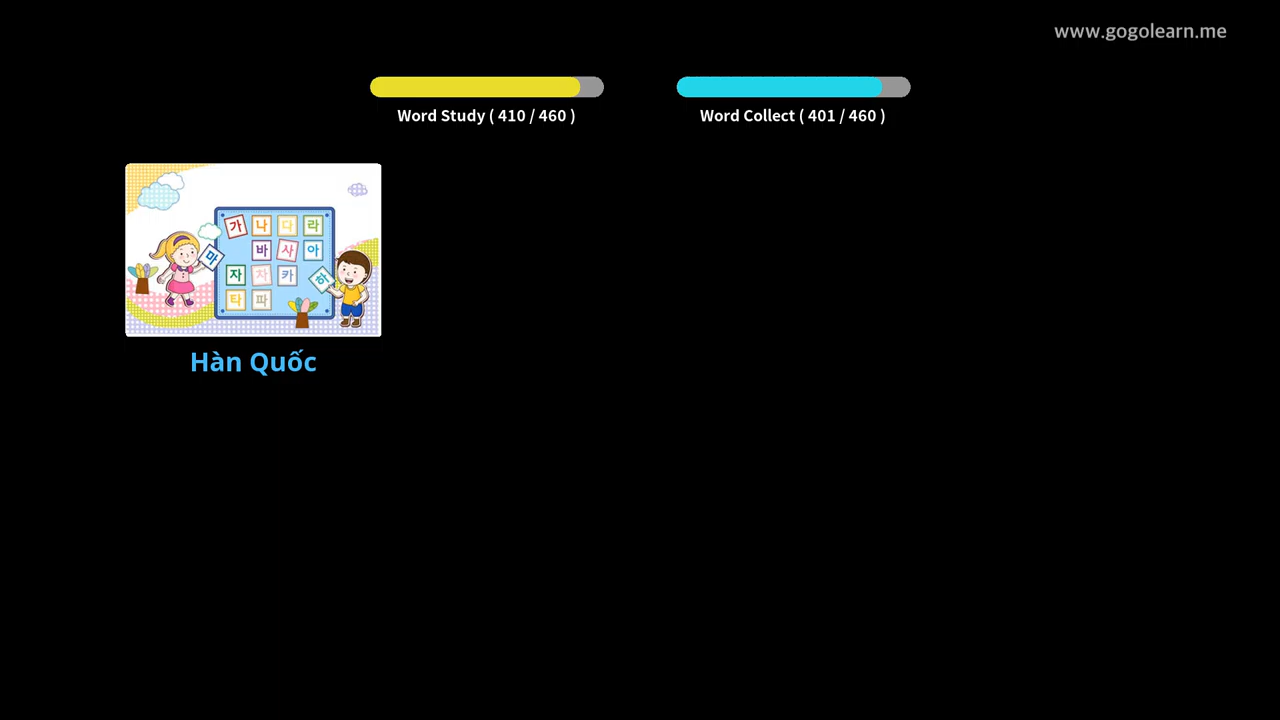 www.gogolearn.me
Word Study ( 410 / 460 )
Word Collect ( 401 / 460 )
가 나 다 라
마 바 사 아
자 차 카 하
타 파
Hàn Quốc